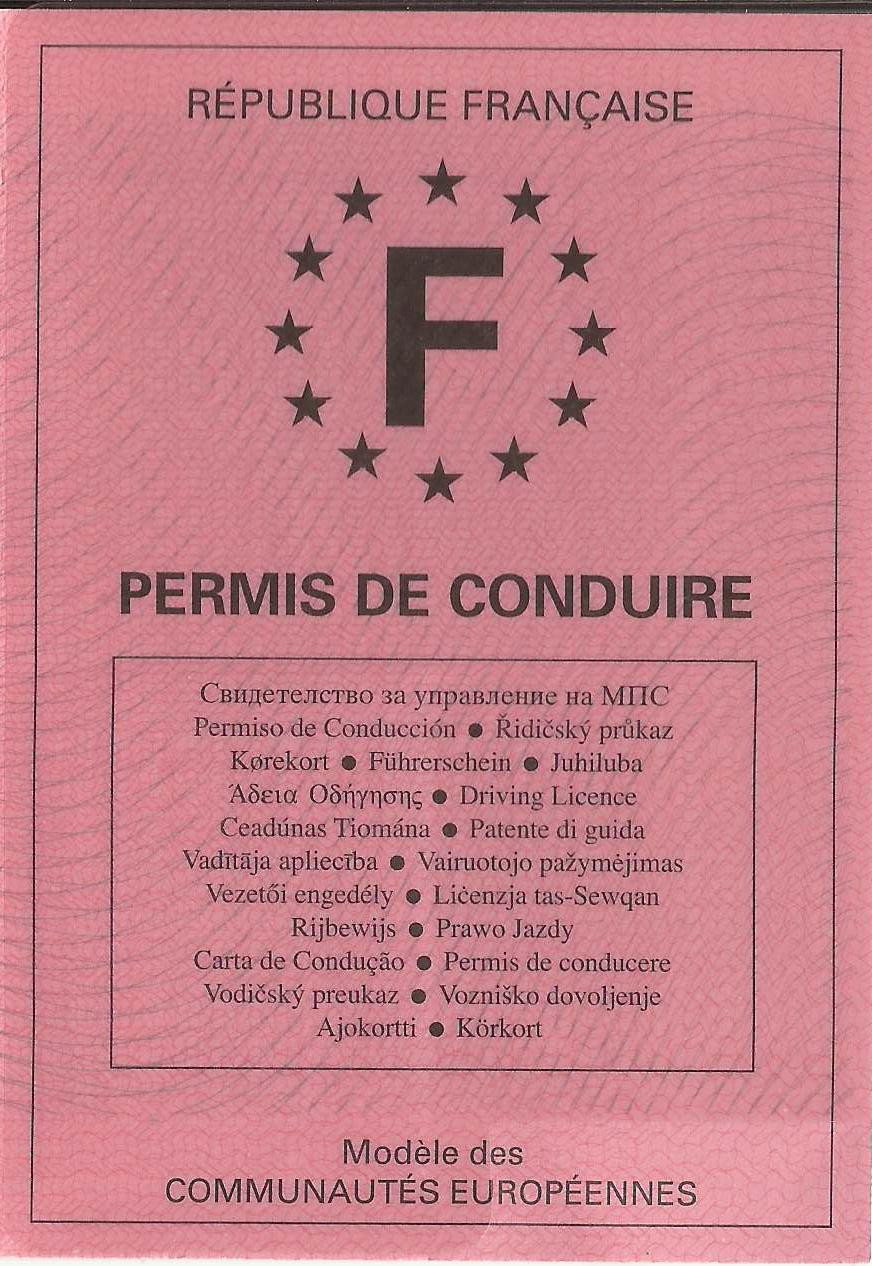 RÉPUBLIQUE FRANÇAISE
F
PERMIS DE CONDUIRE
Свидетелство за управление на МПС
Permiso de Conducción ● Řidičský průkaz
Kørekort ● Führerschein ● Juhiluba
Άδεια Οδήγησης ● Driving Licence
Ceadúnas Tiomána ● Patente di guida
Vadītāja apliecība ● Vairuotojo pažymėjimas
Vezetői engedély ● Liċenzja tas-Sewqan
Rijbewijs ● Prawo Jazdy
Carta de Condução ● Permis de conducere
Vodičský preukaz ● Vozniško dovoljenje
Ajokortti ● Körkort
Modèle des
COMMUNAUTÉS EUROPÉENNES